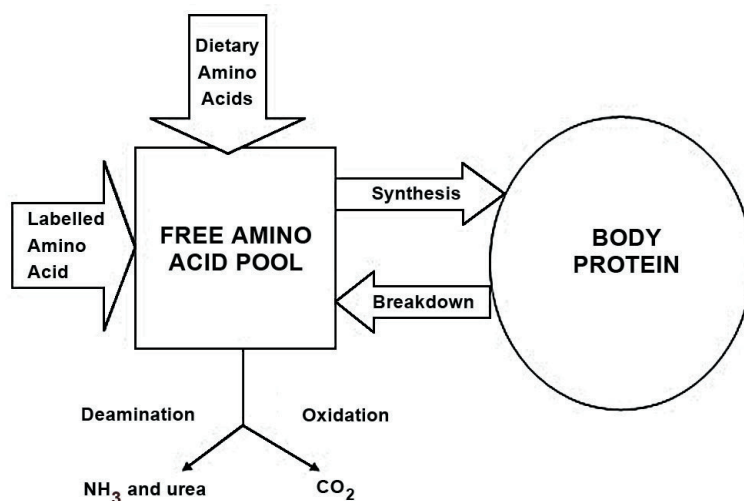 Dietary
Amino
Acids
Labelled
Amino
Acid
FREE AMINO
ACID POOL
Synthesis
Breakdown
BODY
PROTEIN
Deamination
Oxidation
NH₃ and urea
CO₂